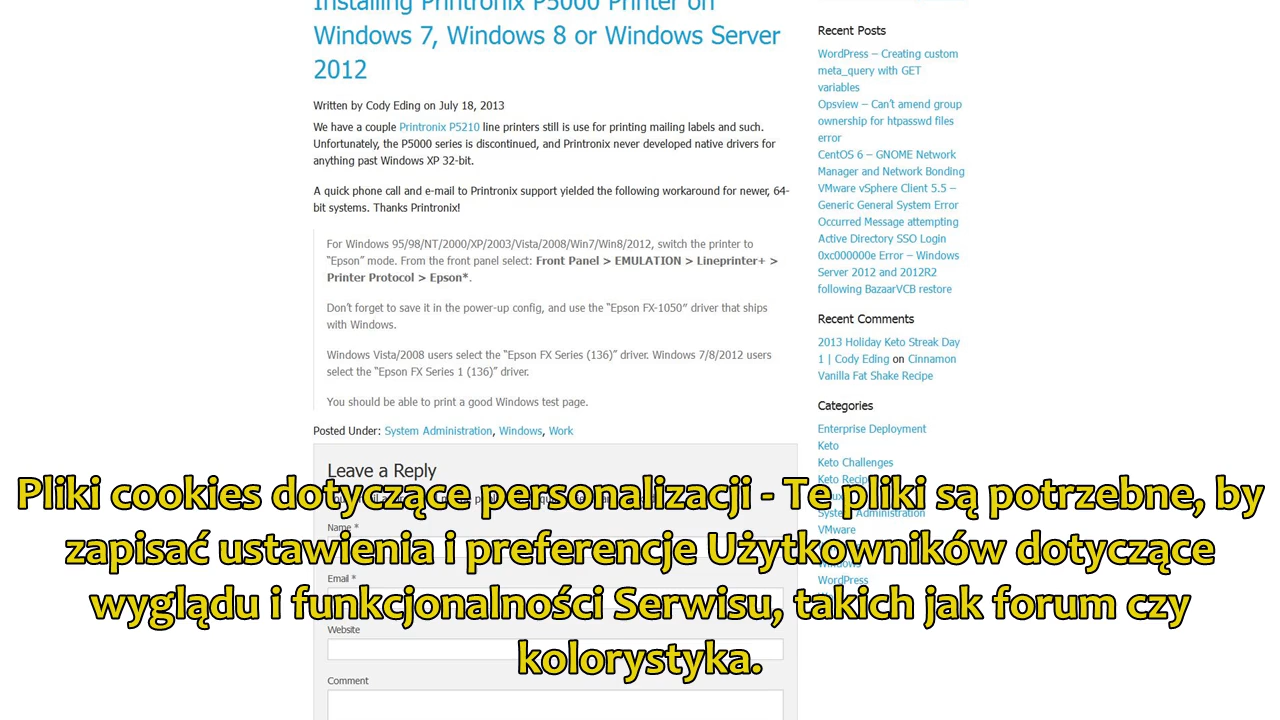 Installing Printronix P5000 Printer on
Windows 7, Windows 8 or Windows Server
2012
Written by Cody Eding on July 18, 2013
We have a couple Printronix P5210 line printers still is use for printing mailing labels and such.
Unfortunately, the P5000 series is discontinued, and Printronix never developed native drivers for
anything past Windows XP 32-bit.
A quick phone call and e-mail to Printronix support yielded the following workaround for newer, 64-
bit systems. Thanks Printronix!
For Windows 95/98/NT/2000/XP/2003/Vista/2008/Win7/Win8/2012, switch the printer to
“Epson” mode. From the front panel select: Front Panel > EMULATION > Lineprinter+ >
Printer Protocol > Epson*.
Don’t forget to save it in the power-up config, and use the “Epson FX-1050″ driver that ships
with Windows.
Windows Vista/2008 users select the “Epson FX Series (136)” driver. Windows 7/8/2012 users
select the “Epson FX Series 1 (136)” driver.
You should be able to print a good Windows test page.
Posted Under: System Administration, Windows, Work
Leave a Reply
Name *
Email *
Website
Comment
Recent Posts
WordPress – Creating custom
meta_query with GET
variables
Opsview – Can’t amend group
ownership for htpasswd files
error
CentOS 6 – GNOME Network
Manager and Network Bonding
VMware vSphere Client 5.5 –
Generic General System Error
Occurred Message attempting
Active Directory SSO Login
0xc000000e Error – Windows
Server 2012 and 2012R2
following BazaarVCB restore
Recent Comments
2013 Holiday Keto Streak Day
1 | Cody Eding on Cinnamon
Vanilla Fat Shake Recipe
Categories
Enterprise Deployment
Keto
Keto Challenges
Keto
System Administration
VMware
Windows
WordPress
Pliki cookies dotyczące personalizacji - Te pliki są potrzebne, by
zapisać ustawienia i preferencje Użytkowników dotyczące
wyglądu i funkcjonalności Serwisu, takich jak forum czy
kolorystyka.